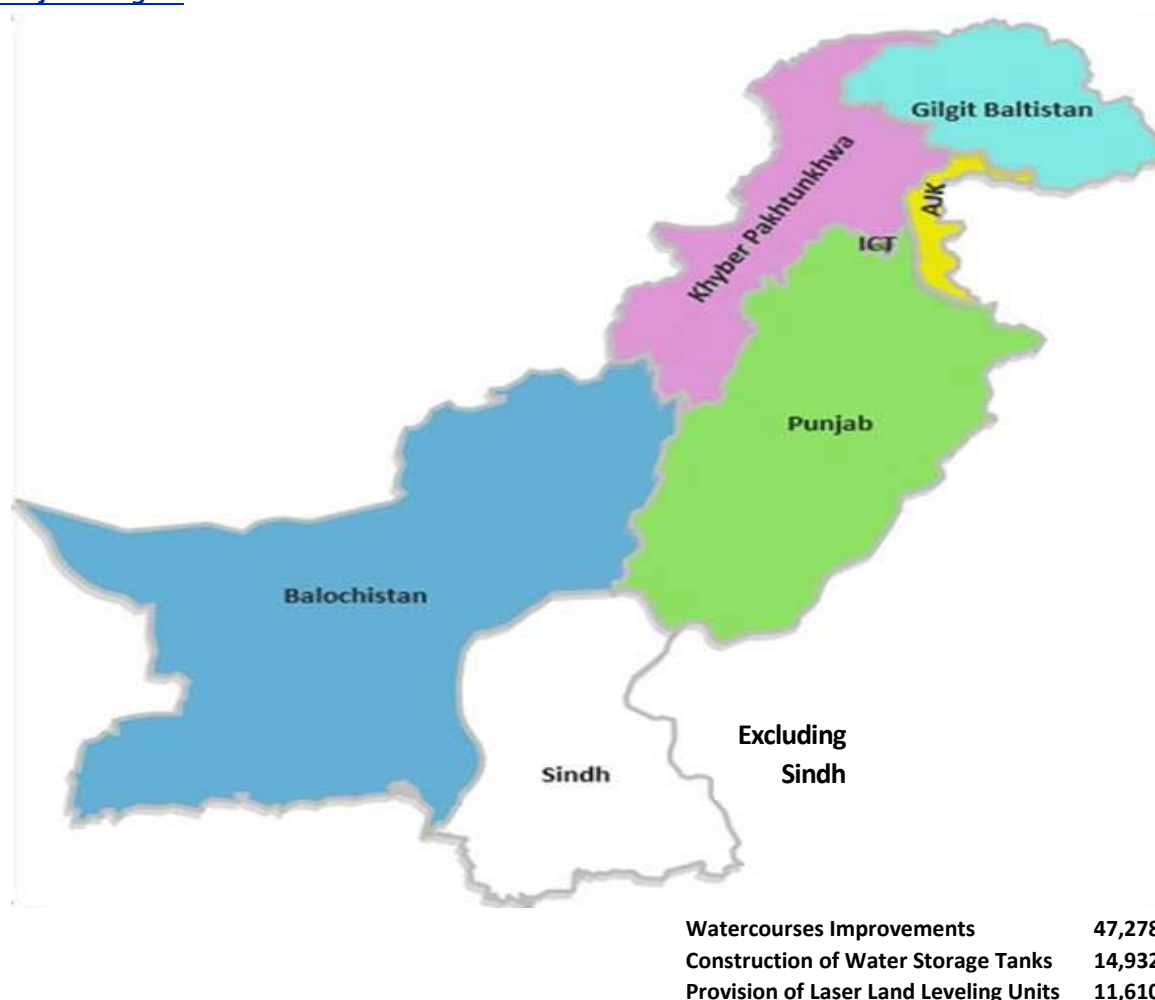 Gilgit Baltistan
Khyber Pakhtunkhwa
AJK
ICT
Punjab
Balochistan
Excluding
Sindh
Sindh
Watercourses Improvements 47,278
Construction of Water Storage Tanks 14,932
Provision of Laser Land Leveling Units 11,610